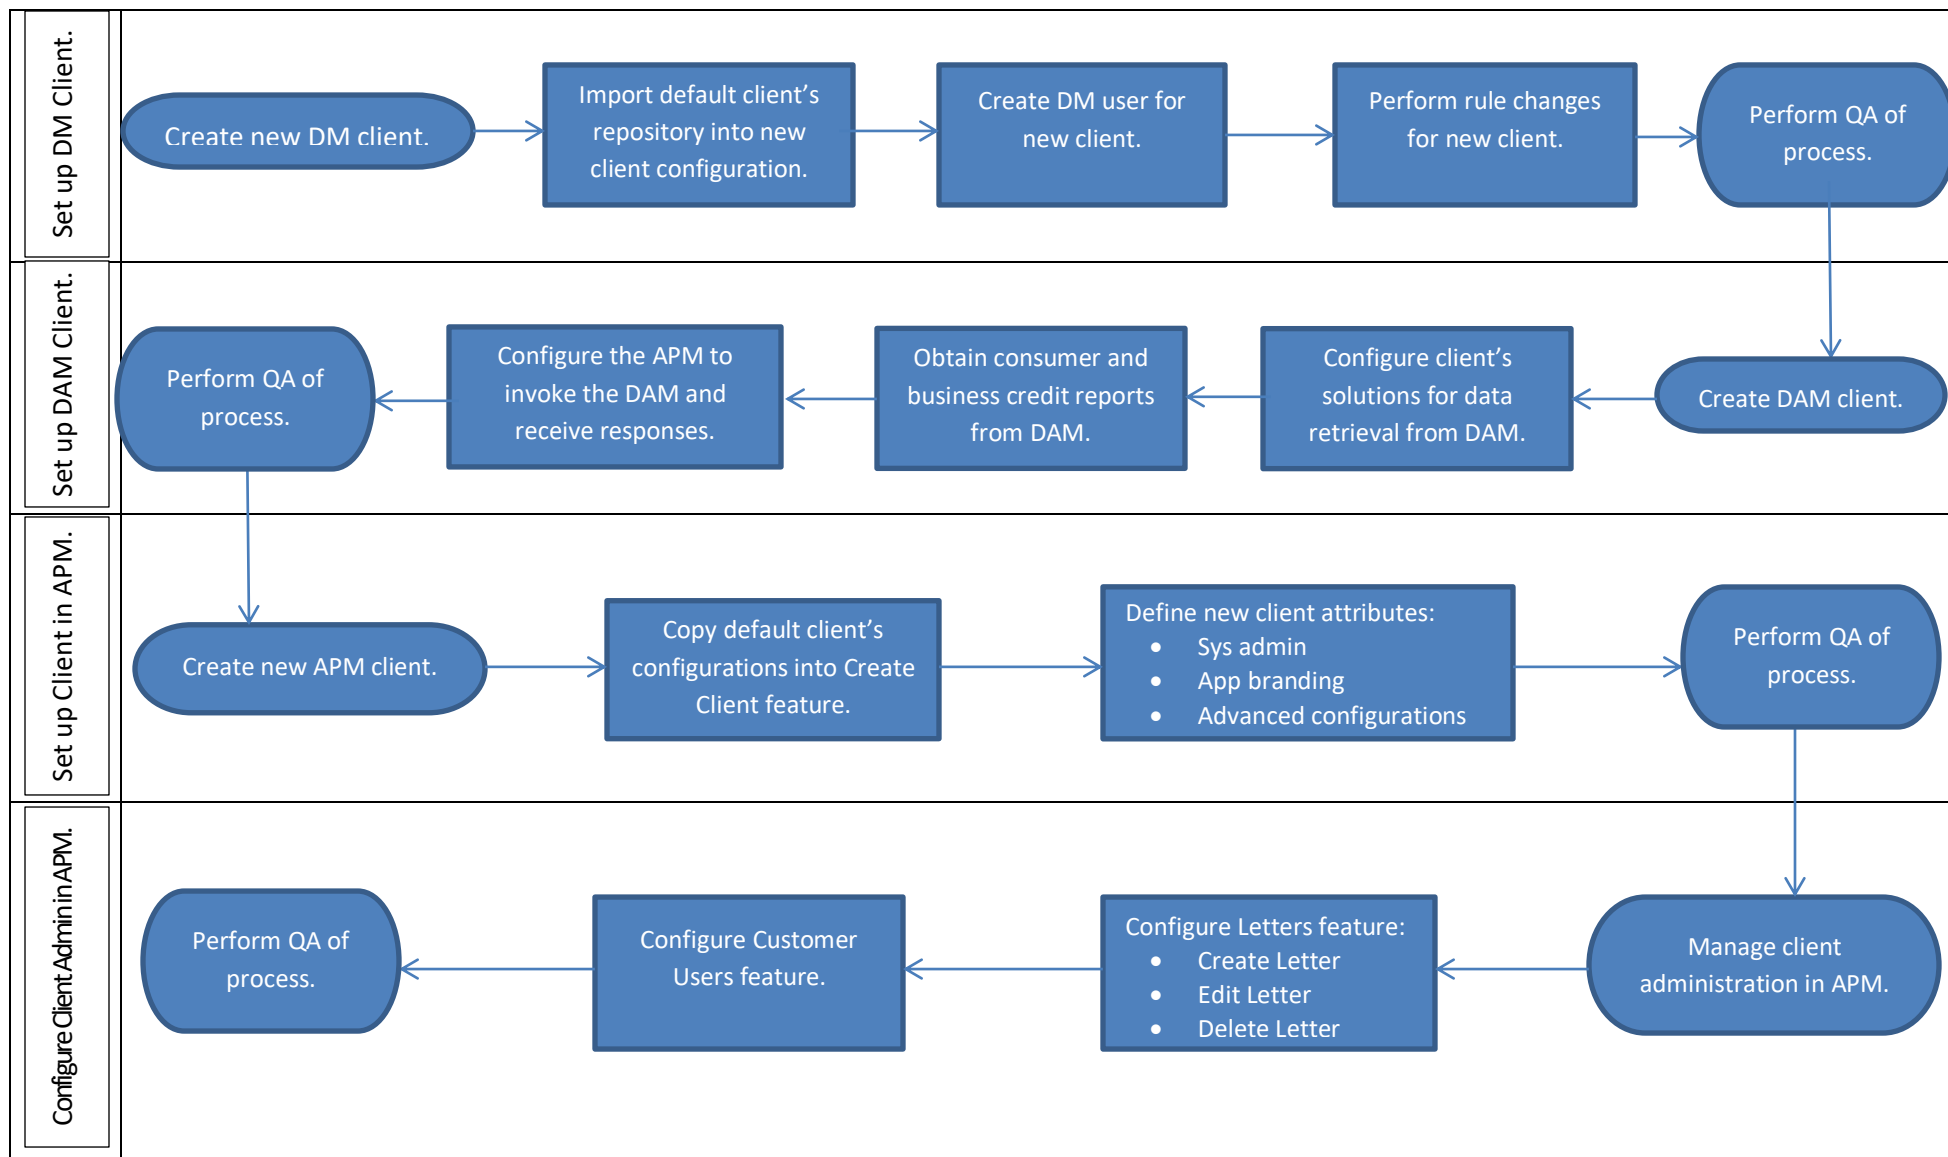 Set up DM Client.
Create new DM client.
Import default client's
repository into new
client configuration.
Create DM user for
new client.
Perform rule changes
for new client.
Perform QA of
process.
Set up DAM Client.
Perform QA of
process.
Configure the APM to
invoke the DAM and
receive responses.
Obtain consumer and
business credit reports
from DAM.
Configure client's
solutions for data
retrieval from DAM.
Create DAM client.
Set up Client in APM.
Create new APM client.
Copy default client's
configurations into Create
Client feature.
Define new client attributes:
• Sys admin
• App branding
• Advanced configurations
Perform QA of
process.
Configure Client Admin in APM.
Perform QA of
process.
Configure Customer
Users feature.
Configure Letters feature:
• Create Letter
• Edit Letter
• Delete Letter
Manage client
administration in APM.